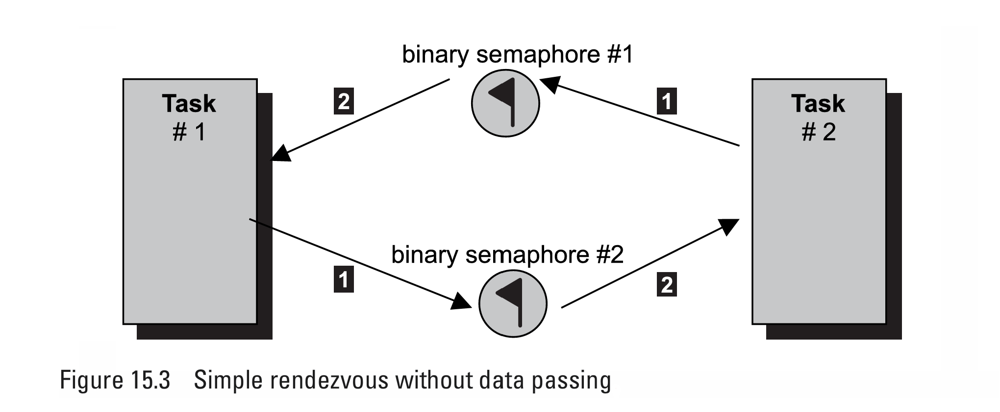 binary semaphore #1
Task
# 1
2
1
Task
# 2
binary semaphore #2
1
2
Figure 15.3 Simple rendezvous without data passing